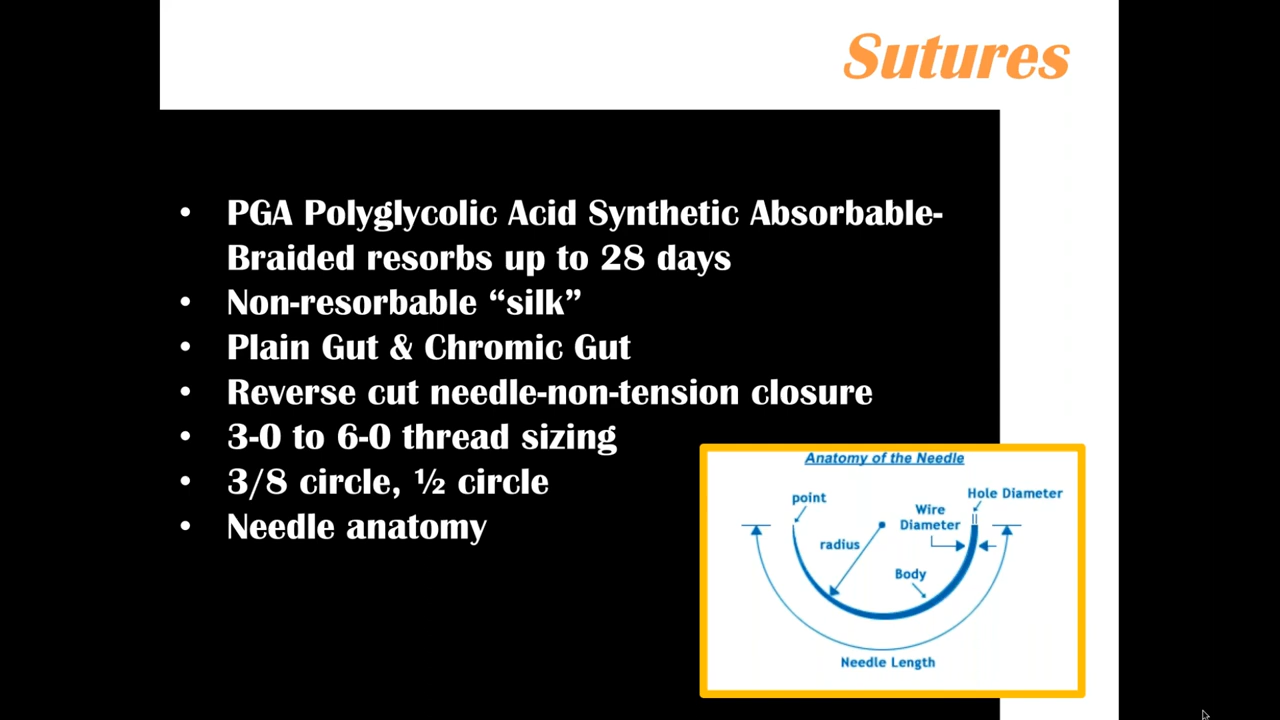 Sutures
• PGA Polyglycolic Acid Synthetic Absorbable-
Braided resorbs up to 28 days
• Non-resorbable “silk”
• Plain Gut & Chromic Gut
• Reverse cut needle-non-tension closure
• 3-0 to 6-0 thread sizing
• 3/8 circle, ½ circle
• Needle anatomy
Anatomy of the Needle
point
Hole Diameter
Wire
Diameter
radius
Body
Needle Length